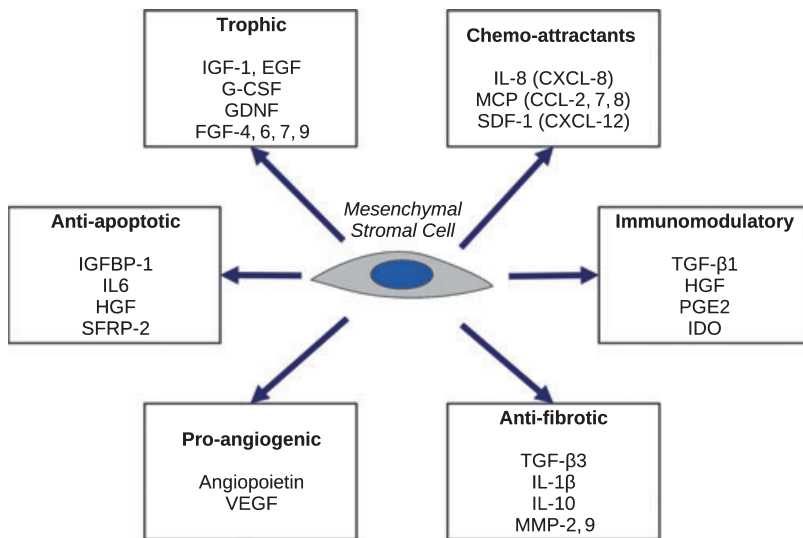 Trophic
IGF-1, EGF
G-CSF
GDNF
FGF-4, 6, 7, 9
Chemo-attractants
IL-8 (CXCL-8)
MCP (CCL-2, 7, 8)
SDF-1 (CXCL-12)
Mesenchymal
Stromal Cell
Anti-apoptotic
IGFBP-1
IL6
HGF
SFRP-2
Immunomodulatory
TGF-β1
HGF
PGE2
IDO
Pro-angiogenic
Angiopoietin
VEGF
Anti-fibrotic
TGF-β3
IL-1β
IL-10
MMP-2, 9